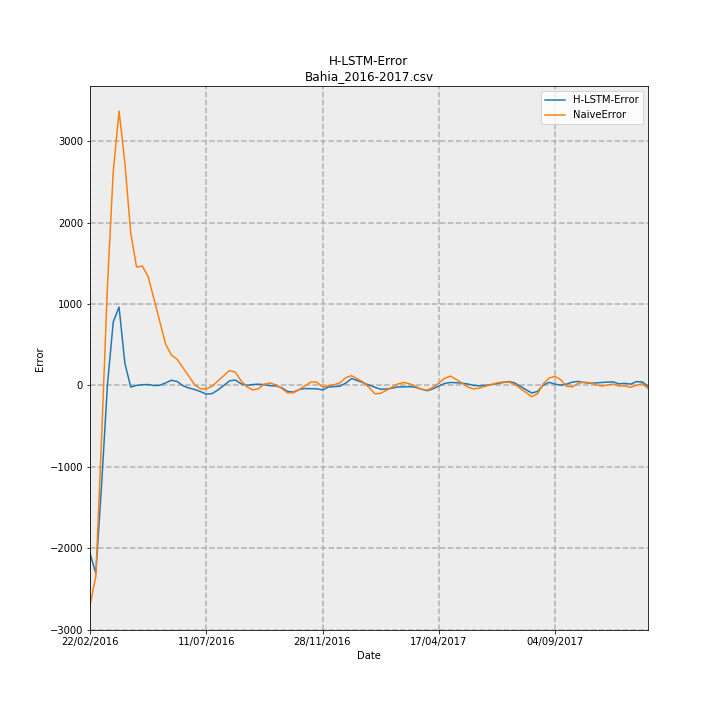 H-LSTM-Error
Bahia_2016-2017.csv
H-LSTM-Error
NaiveError
3000
2000
1000
0
−1000
−2000
−3000
Error
22/02/2016 11/07/2016 28/11/2016 17/04/2017 04/09/2017
Date